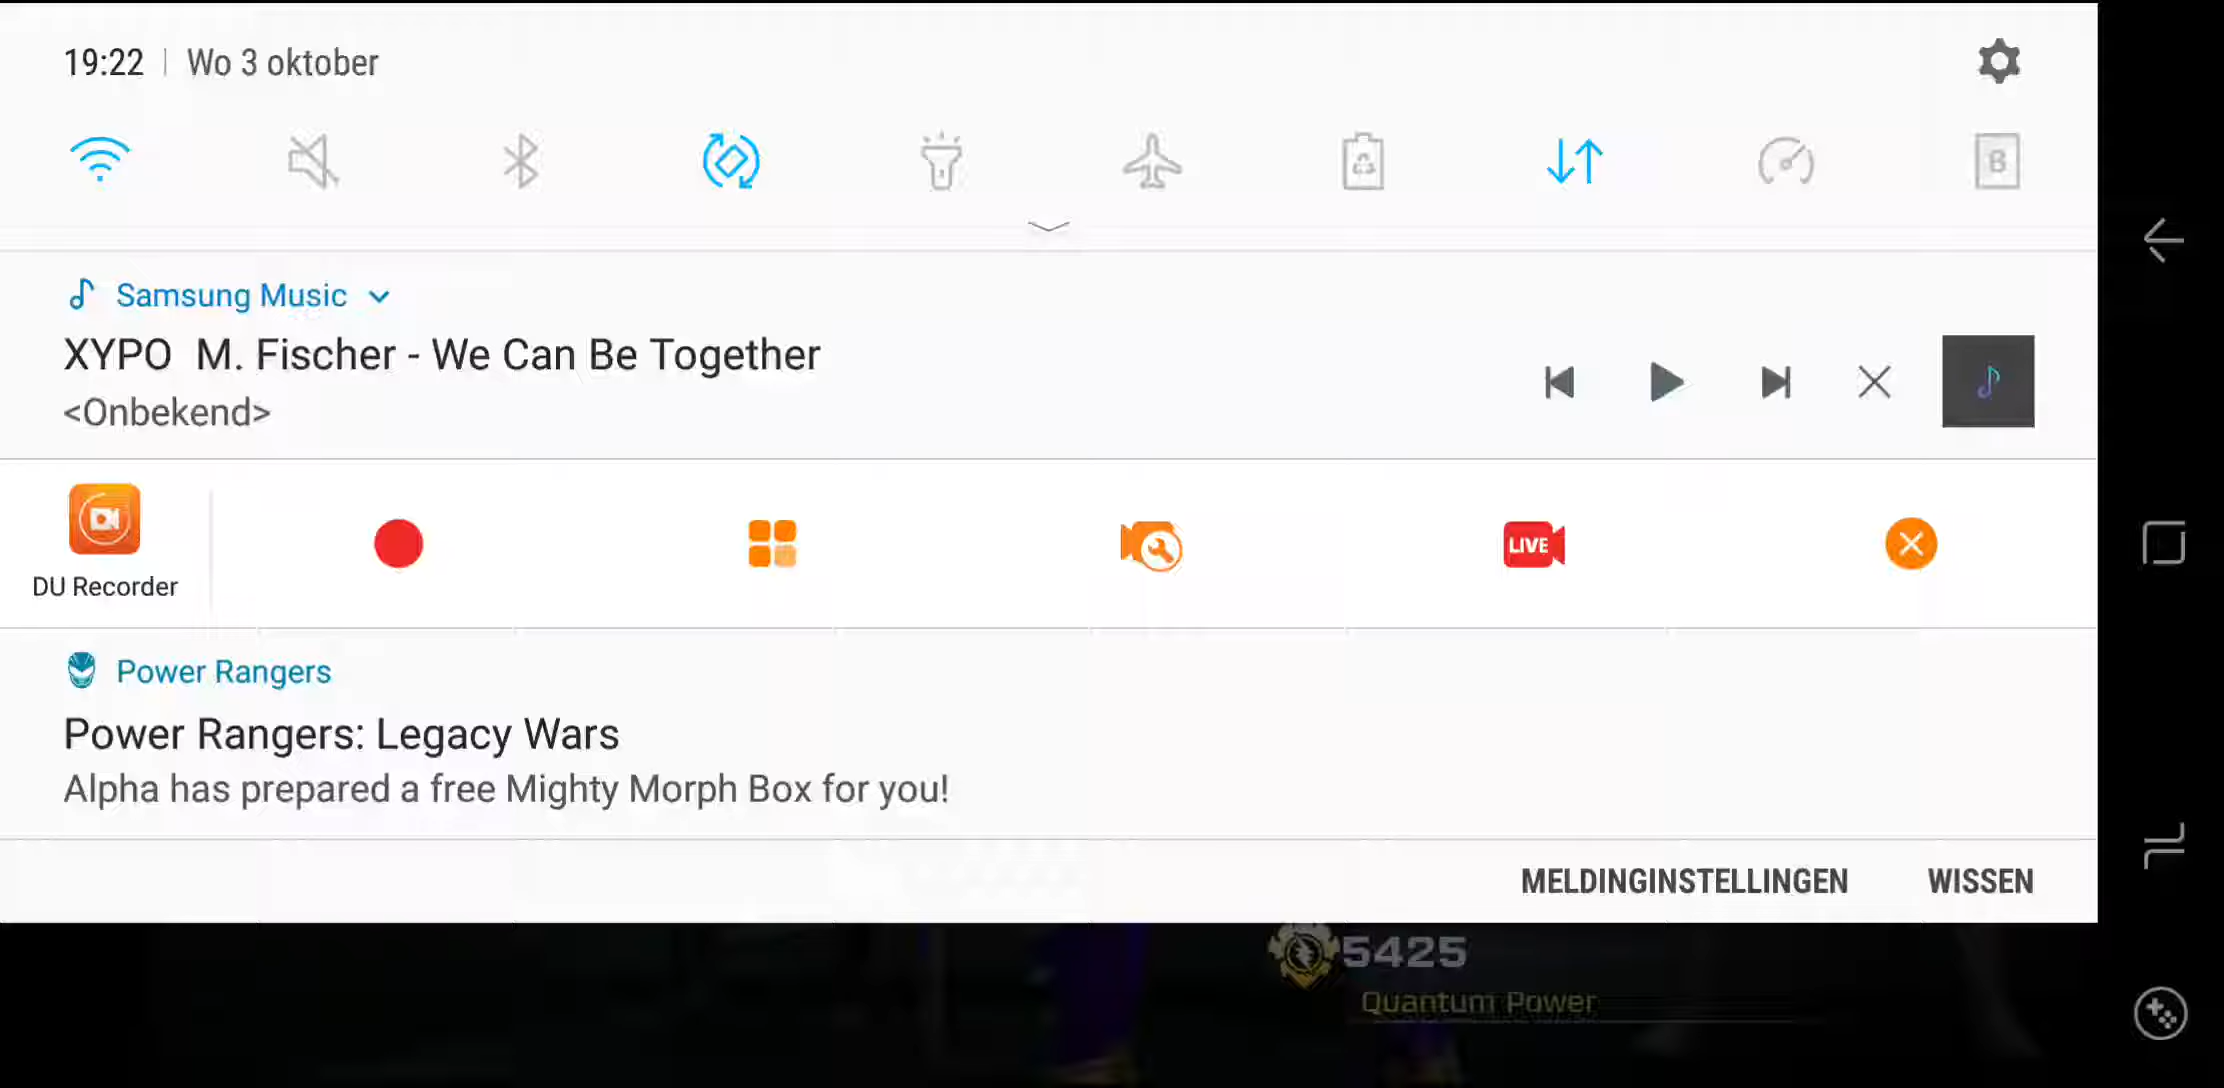 19:22 | Wo 3 oktober
B
Samsung Music
XYPO  M. Fischer - We Can Be Together
<Onbekend>
LIVE
DU Recorder
Power Rangers
Power Rangers: Legacy Wars
Alpha has prepared a free Mighty Morph Box for you!
MELDINGINSTELLINGEN WISSEN
5425
Quantum Power